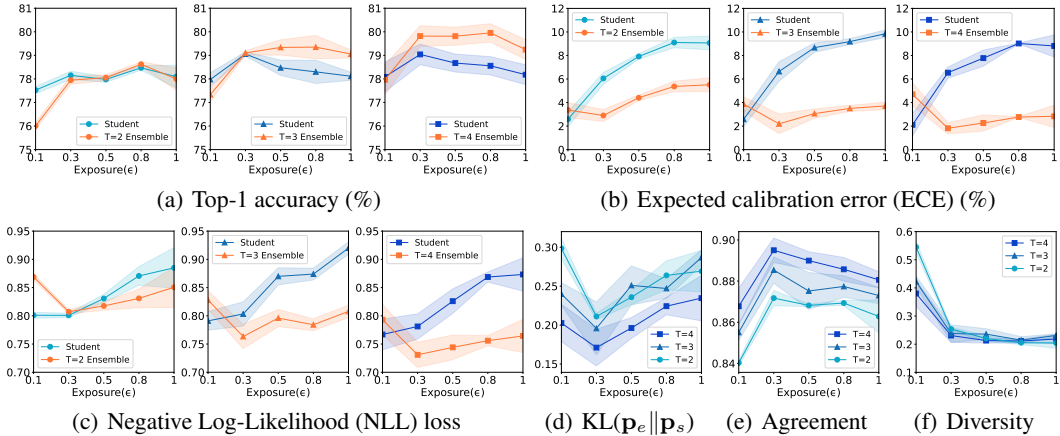 81
80
79
78
77
76
75
0.1 0.3 0.5 0.8 1
Exposure(ϵ)
Student
T=2 Ensemble
81
80
79
78
77
76
75
0.1 0.3 0.5 0.8 1
Exposure(ϵ)
Student
T=3 Ensemble
81
80
79
78
77
76
75
0.1 0.3 0.5 0.8 1
Exposure(ϵ)
Student
T=4 Ensemble
(a) Top-1 accuracy (%)
12
10
8
6
4
2
0
0.1 0.3 0.5 0.8 1
Exposure(ϵ)
Student
T=2 Ensemble
12
10
8
6
4
2
0
0.1 0.3 0.5 0.8 1
Exposure(ϵ)
Student
T=3 Ensemble
12
10
8
6
4
2
0
0.1 0.3 0.5 0.8 1
Exposure(ϵ)
Student
T=4 Ensemble
(b) Expected calibration error (ECE) (%)
0.95
0.90
0.85
0.80
0.75
0.70
0.1 0.3 0.5 0.8 1
Exposure(ϵ)
Student
T=2 Ensemble
0.95
0.90
0.85
0.80
0.75
0.70
0.1 0.3 0.5 0.8 1
Exposure(ϵ)
Student
T=3 Ensemble
0.95
0.90
0.85
0.80
0.75
0.70
0.1 0.3 0.5 0.8 1
Exposure(ϵ)
Student
T=4 Ensemble
(c) Negative Log-Likelihood (NLL) loss
0.30
0.25
0.20
0.15
0.1 0.3 0.5 0.8 1
Exposure(ϵ)
T=4
T=3
T=2
(d) KL(pₑ||pₛ)
0.90
0.88
0.86
0.84
0.1 0.3 0.5 0.8 1
Exposure(ϵ)
T=4
T=3
T=2
(e) Agreement
0.6
0.5
0.4
0.3
0.2
0.1
0.1 0.3 0.5 0.8 1
Exposure(ϵ)
T=4
T=3
T=2
(f) Diversity